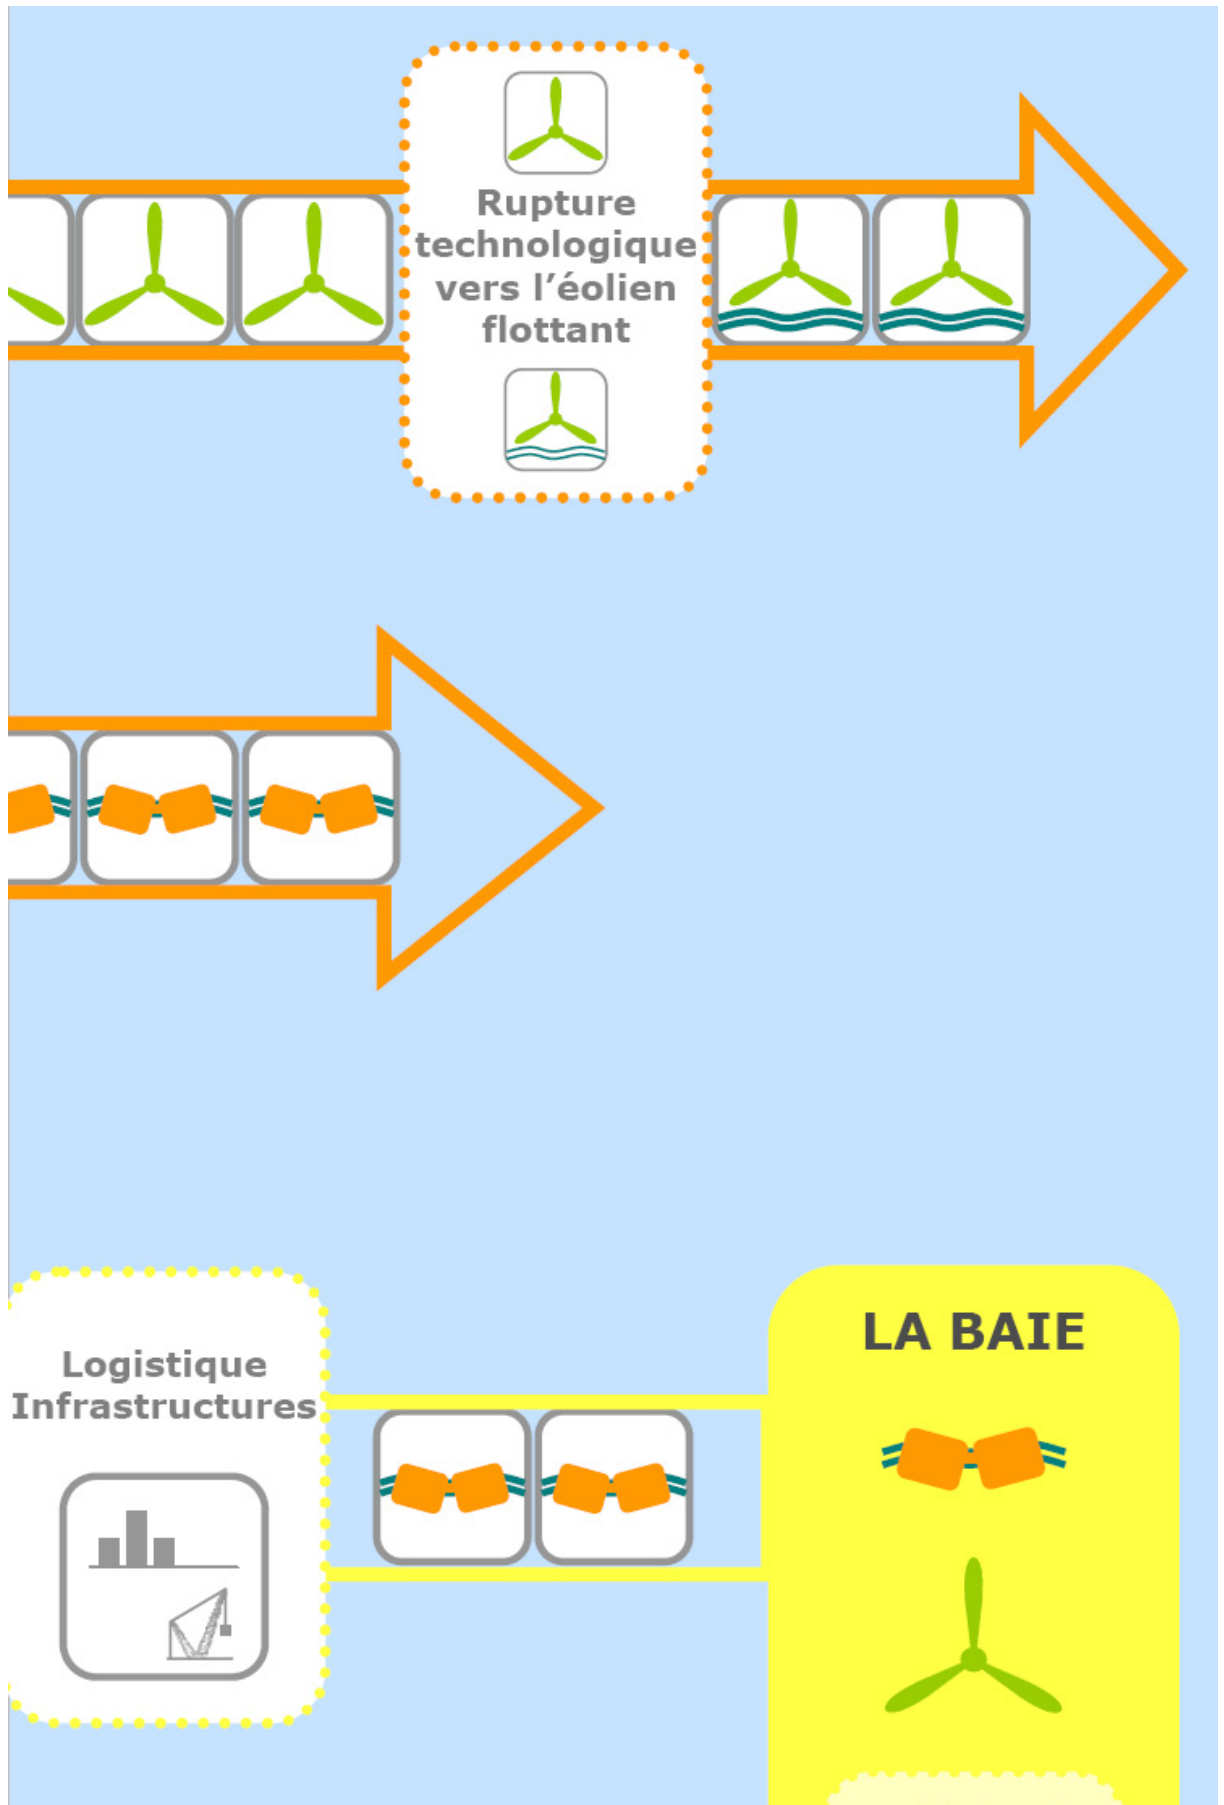 Rupture
technologique
vers l’éolien
flottant
Logistique
Infrastructures
LA BAIE